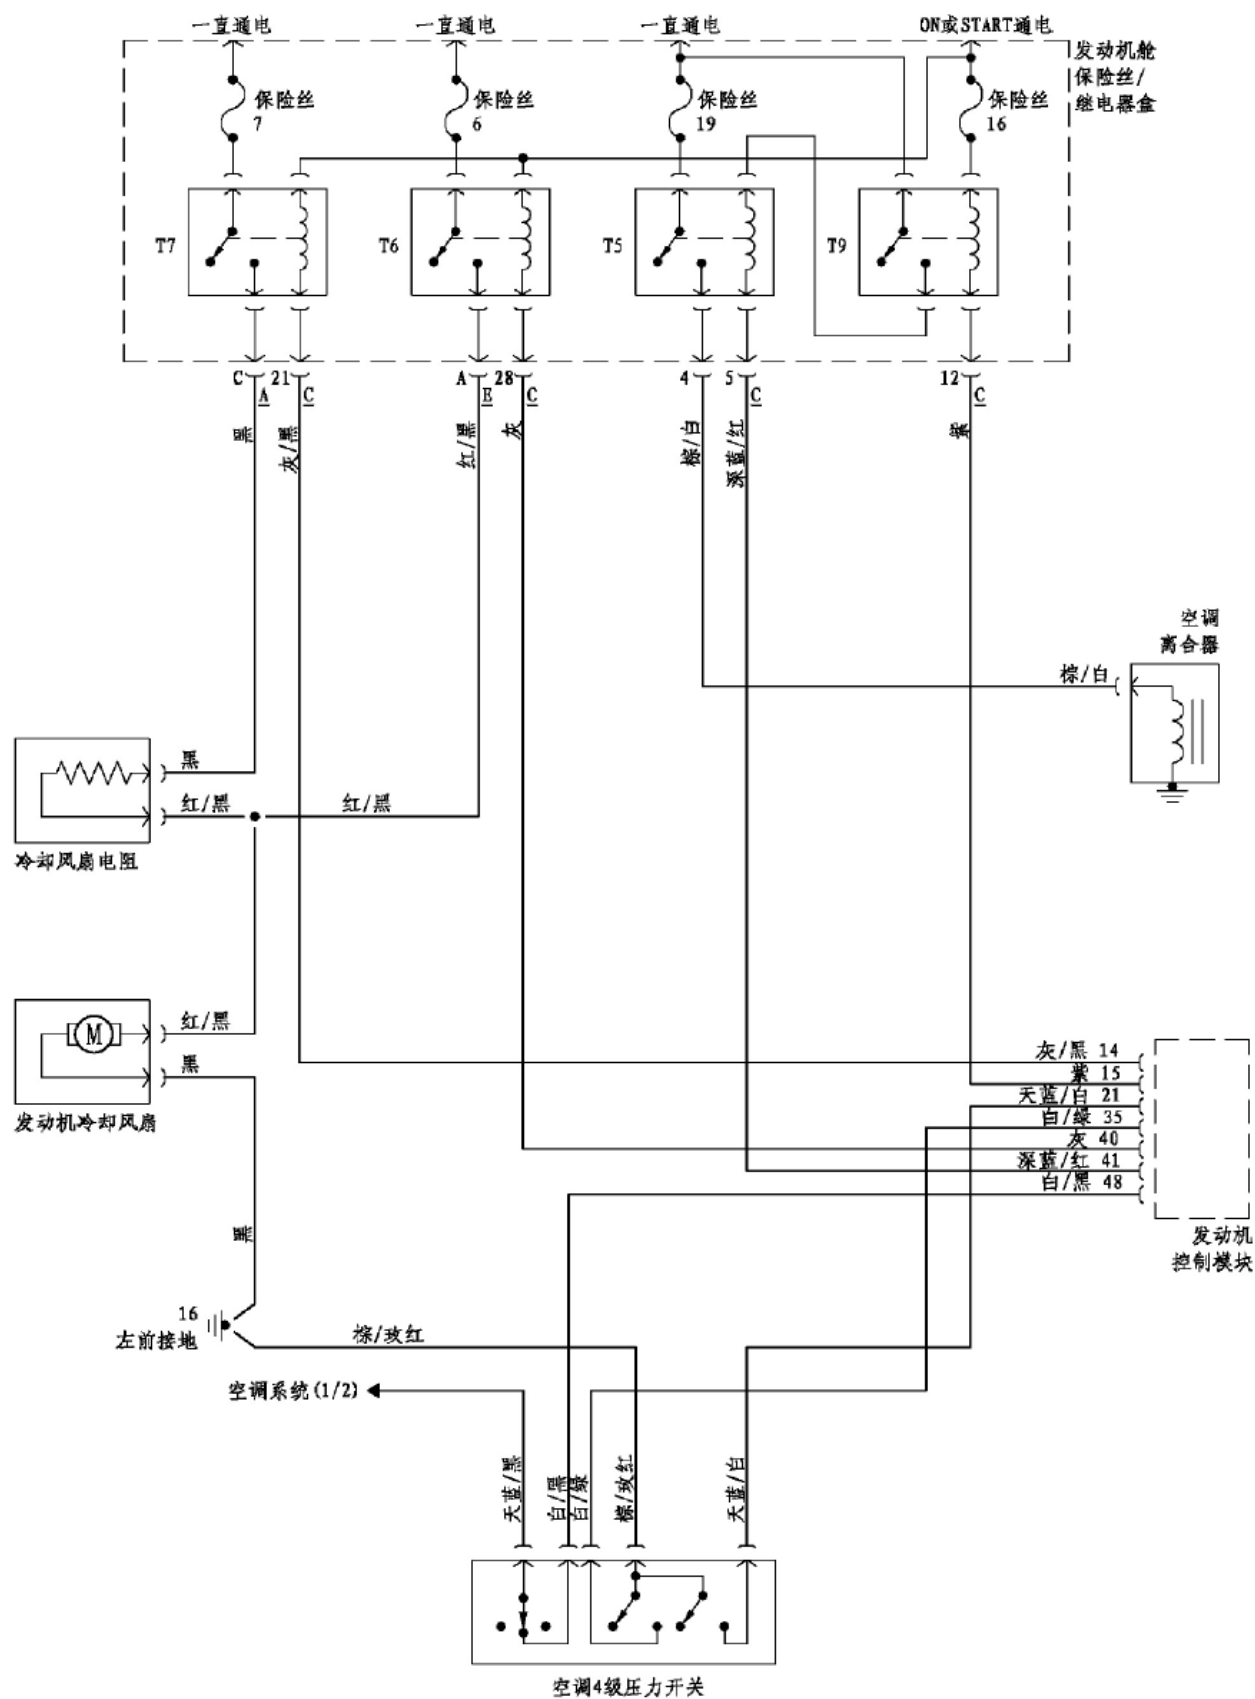 一直通电
一直通电
一直通电
ON或START通电
发动机舱
保险丝/
继电器盒
保险丝
7
保险丝
6
保险丝
19
保险丝
16
T7
T6
T5
T9
C
21
A
28
4
5
12
A
C
E
C
C
C
黑
灰/黑
红/黑
灰
棕/白
深蓝/红
紫
空调
离合器
棕/白
黑
红/黑
红/黑
冷却风扇电阻
红/黑
黑
发动机冷却风扇
灰/黑 14
紫 15
天蓝/白 21
白/绿 35
灰 40
深蓝/红 41
白/黑 48
发动机
控制模块
黑
16
左前接地
棕/玫红
空调系统(1/2)
天蓝/黑
白/黑
白/绿
棕/玫红
天蓝/白
M
空调4级压力开关